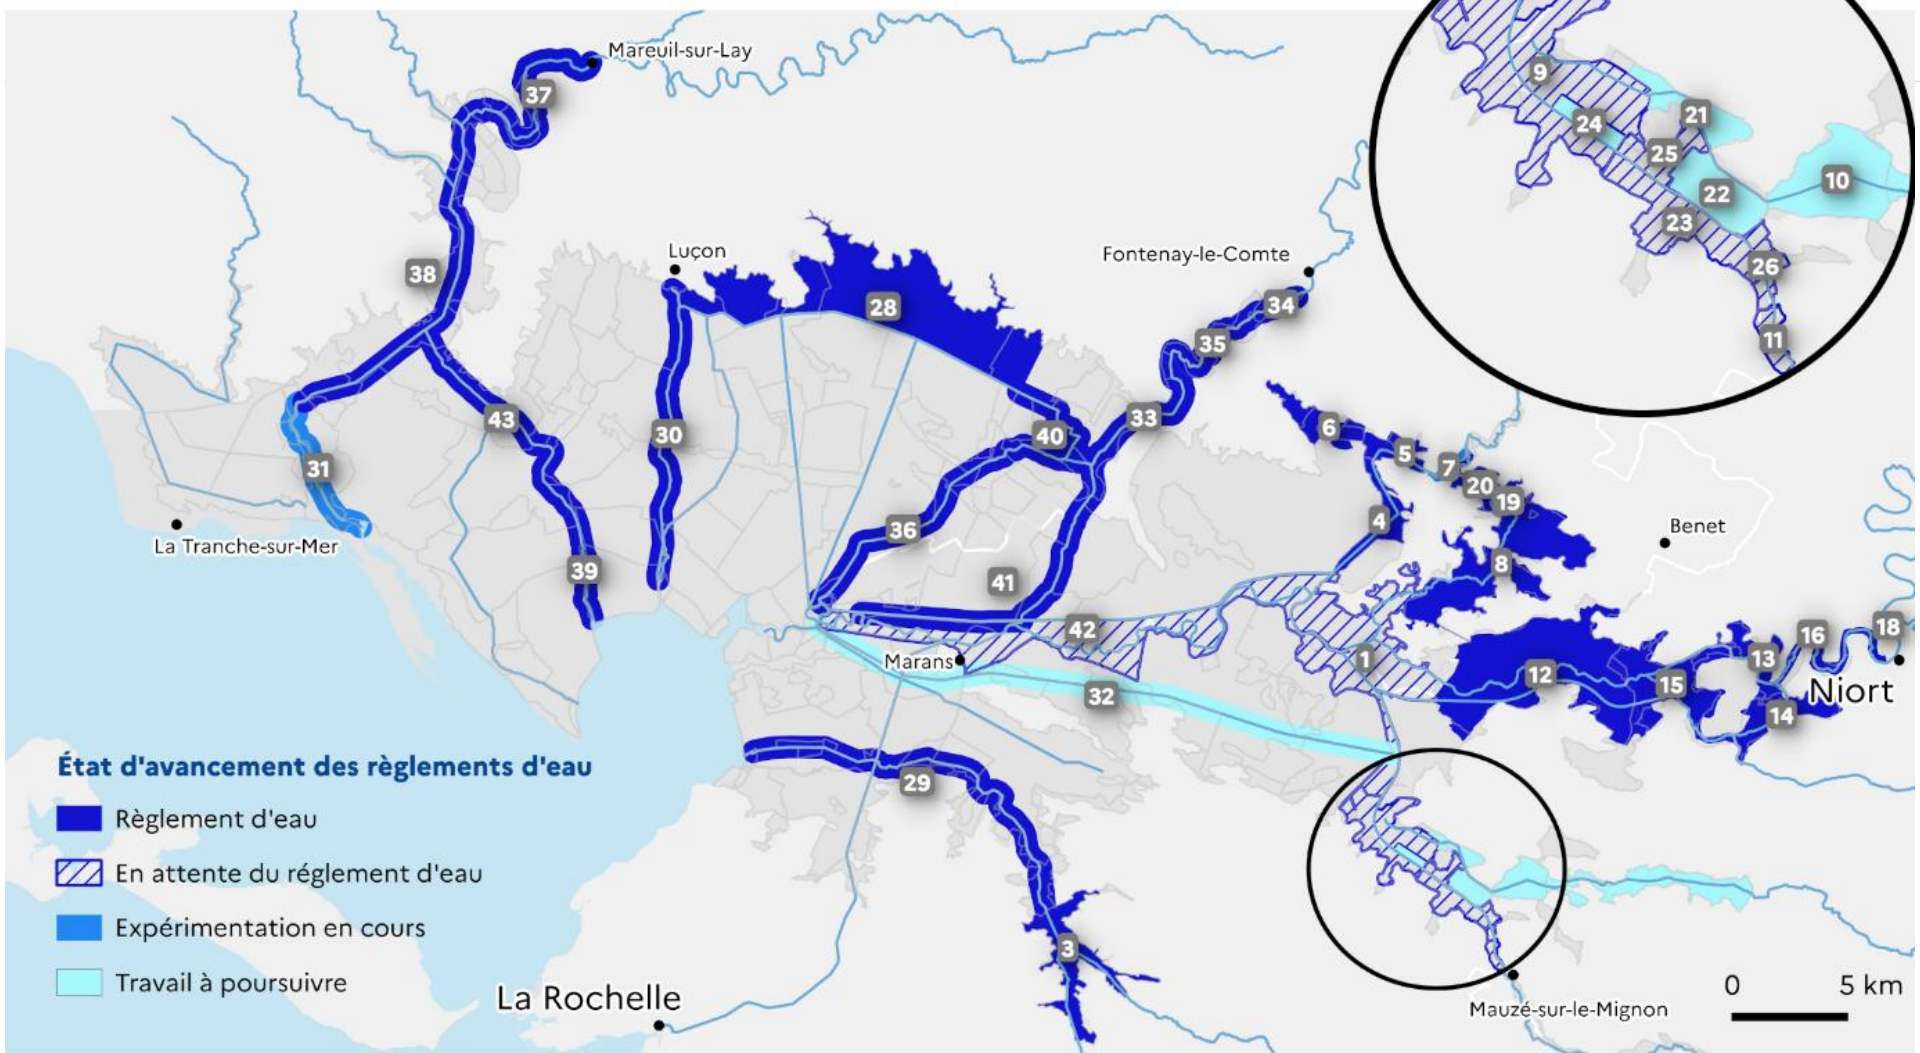 Mareuil-sur-Lay
37
9
21
24
25
10
22
23
26
11
38
Luçon
Fontenay-le-Comte
28
34
35
43
30
40
33
6
5
7
20
19
31
4
Benet
La Tranche-sur-Mer
36
39
41
8
42
16
18
13
Marans
1
12
15
32
14
Niort
29
État d'avancement des règlements d'eau
Règlement d'eau
En attente du réglement d'eau
Expérimentation en cours
Travail à poursuivre
3
La Rochelle
Mauzé-sur-le-Mignon
0 5 km